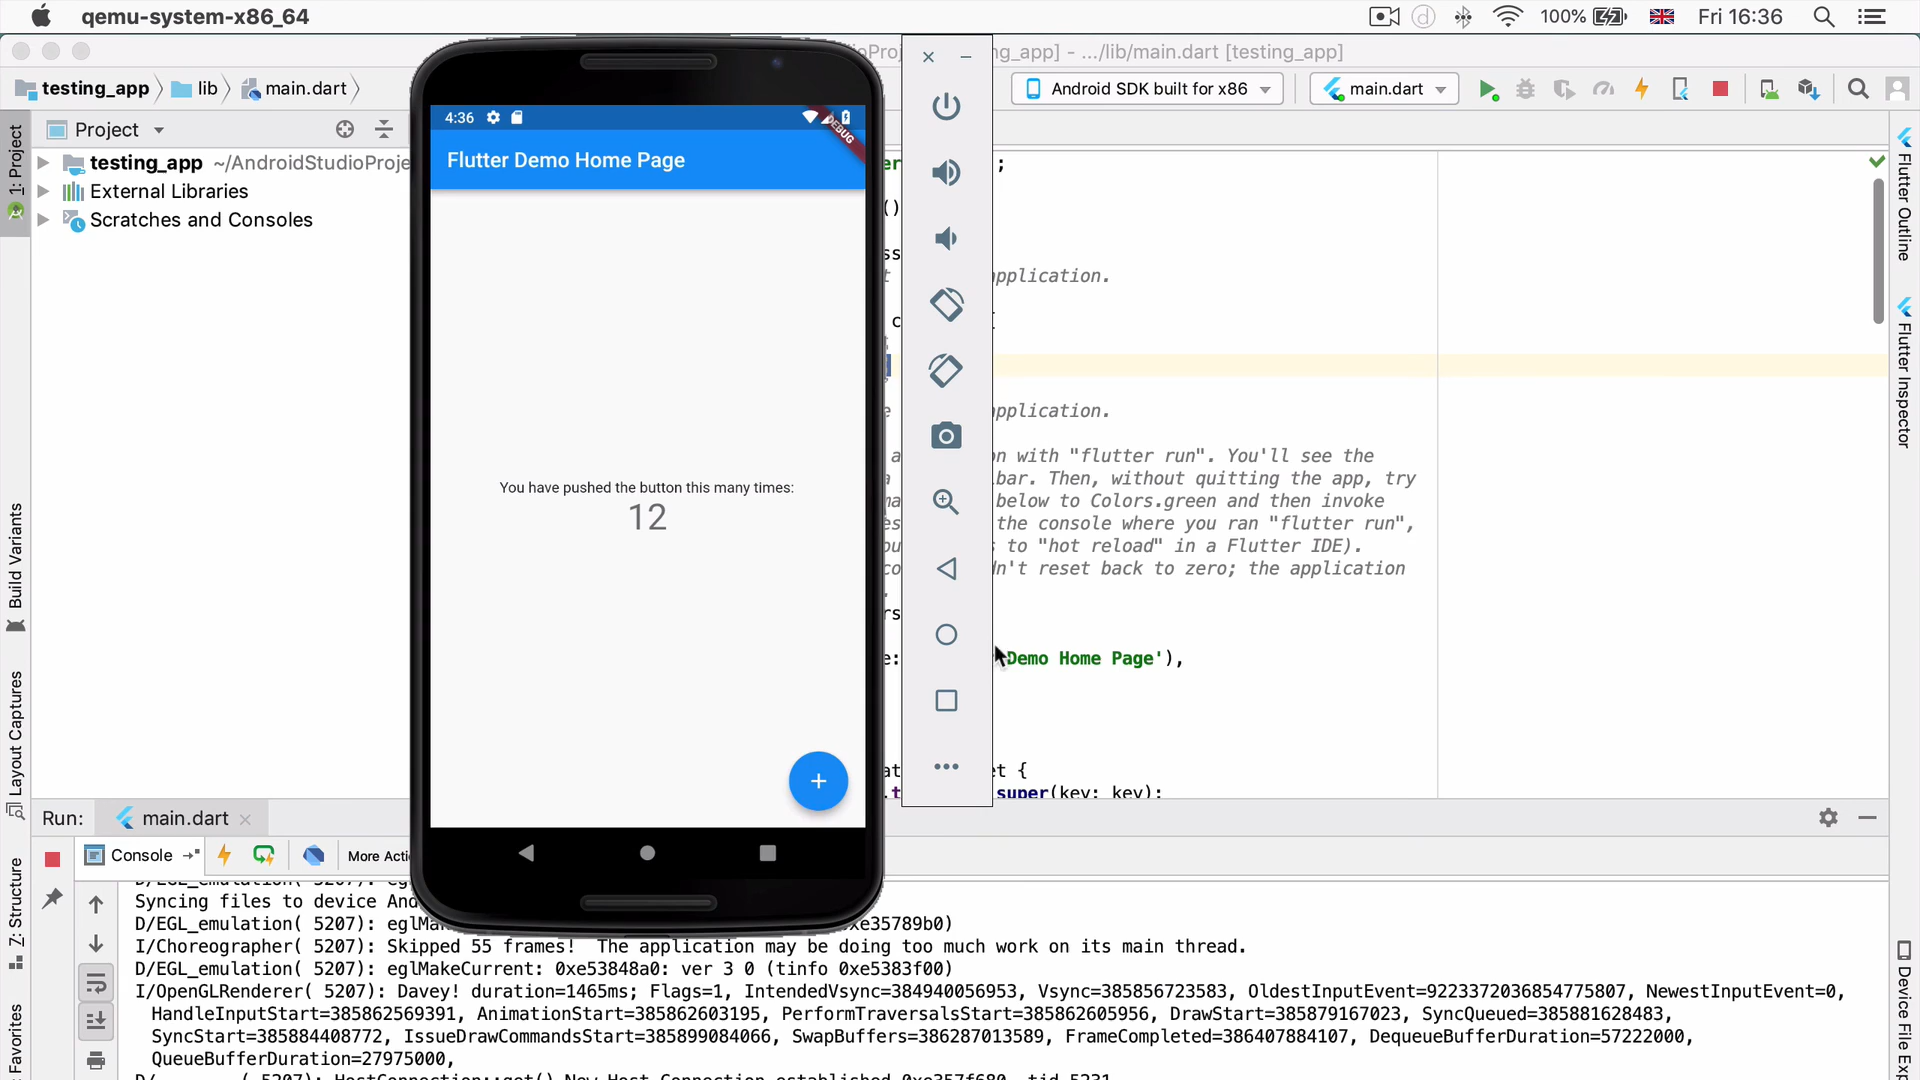 qemu-system-x86_64
100%
Fri 16:36
ng_app] – .../lib/main.dart [testing_app]
testing_app
lib
main.dart
Android SDK built for x86
main.dart
Project
testing_app ~/AndroidStudioProje
External Libraries
Scratches and Consoles
1: Project
Build Variants
Layout Captures
Z: Structure
Favorites
Flutter Outline
Flutter Inspector
Device File Exp
4:36
DEBUG
Flutter Demo Home Page
You have pushed the button this many times:
12
+
;
()
pplication.
{
pplication.
n with "flutter run". You'll see the
bar. Then, without quitting the app, try
below to Colors.green and then invoke
the console where you ran "flutter run",
s to "hot reload" in a Flutter IDE).
n't reset back to zero; the application
Demo Home Page'),
et {
super(key: key);
Run:
main.dart
Console
More Acti
Syncing files to device And
D/EGL_emulation( 5207): eglMak xe35789b0)
I/Choreographer( 5207): Skipped 55 frames!  The application may be doing too much work on its main thread.
D/EGL_emulation( 5207): eglMakeCurrent: 0xe53848a0: ver 3 0 (tinfo 0xe5383f00)
I/OpenGLRenderer( 5207): Davey! duration=1465ms; Flags=1, IntendedVsync=384940056953, Vsync=385856723583, OldestInputEvent=9223372036854775807, NewestInputEvent=0,
HandleInputStart=385862569391, AnimationStart=385862603195, PerformTraversalsStart=385862605956, DrawStart=385879167023, SyncQueued=385881628483,
SyncStart=385884408772, IssueDrawCommandsStart=385899084066, SwapBuffers=386287013589, FrameCompleted=386407884107, DequeueBufferDuration=57222000,
QueueBufferDuration=27975000,